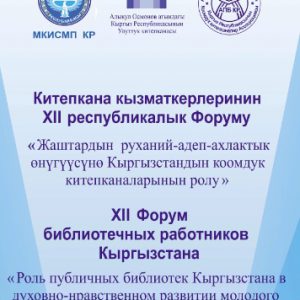 МКИСМП КР
Алыкул Осмонов атындагы
Кыргыз Республикасынын
Улуттук китепканасы
Китепкана кызматкерлеринин
XII республикалык Форуму
«Жаштардын руханий-адеп-ахлактык
өнүгүүсүнө Кыргызстандын коомдук
китепканаларынын ролу»
XII Форум
библиотечных работников
Кыргызстана
«Роль публичных библиотек Кыргызстана в
духовно-нравственном развитии молодого